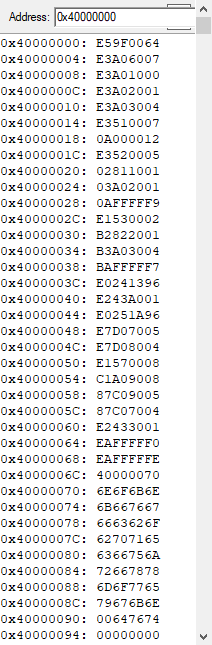 Address: 0x40000000
0x40000000: E59F0064
0x40000004: E3A06007
0x40000008: E3A01000
0x4000000C: E3A02001
0x40000010: E3A03004
0x40000014: E3510007
0x40000018: 0A000012
0x4000001C: E3520005
0x40000020: 02811001
0x40000024: 03A02001
0x40000028: 0AFFFFF9
0x4000002C: E1530002
0x40000030: B2822001
0x40000034: B3A03004
0x40000038: BAFFFFF7
0x4000003C: E0241396
0x40000040: E243A001
0x40000044: E0251A96
0x40000048: E7D07005
0x4000004C: E7D08004
0x40000050: E1570008
0x40000054: C1A09008
0x40000058: 87C09005
0x4000005C: 87C07004
0x40000060: E2433001
0x40000064: EAFFFFF0
0x40000068: EAFFFFFE
0x4000006C: 40000070
0x40000070: 6E6F6B6E
0x40000074: 6B667667
0x40000078: 6663626F
0x4000007C: 62707165
0x40000080: 6366756A
0x40000084: 72667878
0x40000088: 6D6F7765
0x4000008C: 79676B6E
0x40000090: 00647674
0x40000094: 00000000